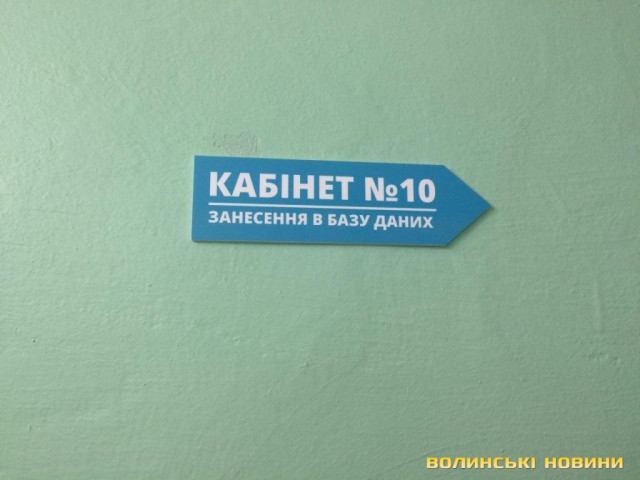 КАБІНЕТ №10
ЗАНЕСЕННЯ В БАЗУ ДАНИХ
ВОЛИНСЬКІ НОВИНИ